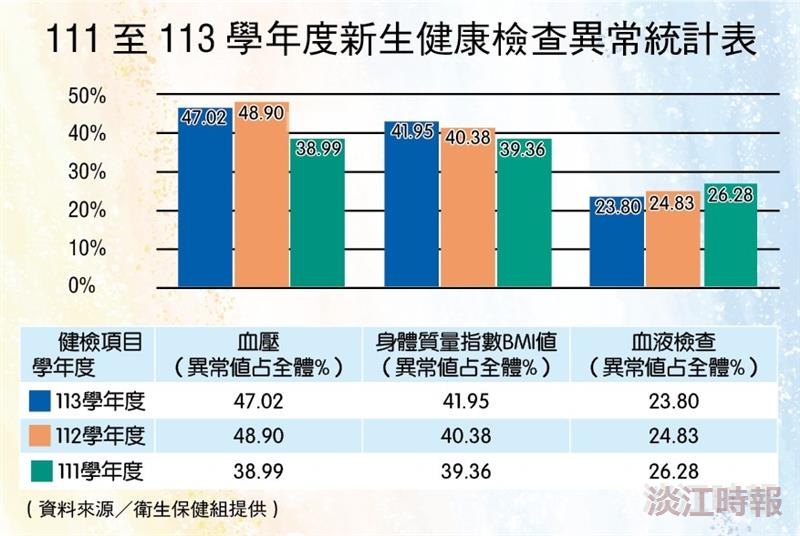 111 至 113 學年度新生健康檢查異常統計表
50%
40%
30%
20%
10%
0%
47.02
48.90
38.99
41.95
40.38
39.36
23.80
24.83
26.28
健檢項目 血壓 身體質量指數BMI值 血液檢查
學年度 (異常值占全體%) (異常值占全體%) (異常值占全體%)
113學年度 47.02 41.95 23.80
112學年度 48.90 40.38 24.83
111學年度 38.99 39.36 26.28
(資料來源／衛生保健組提供)
淡江時報